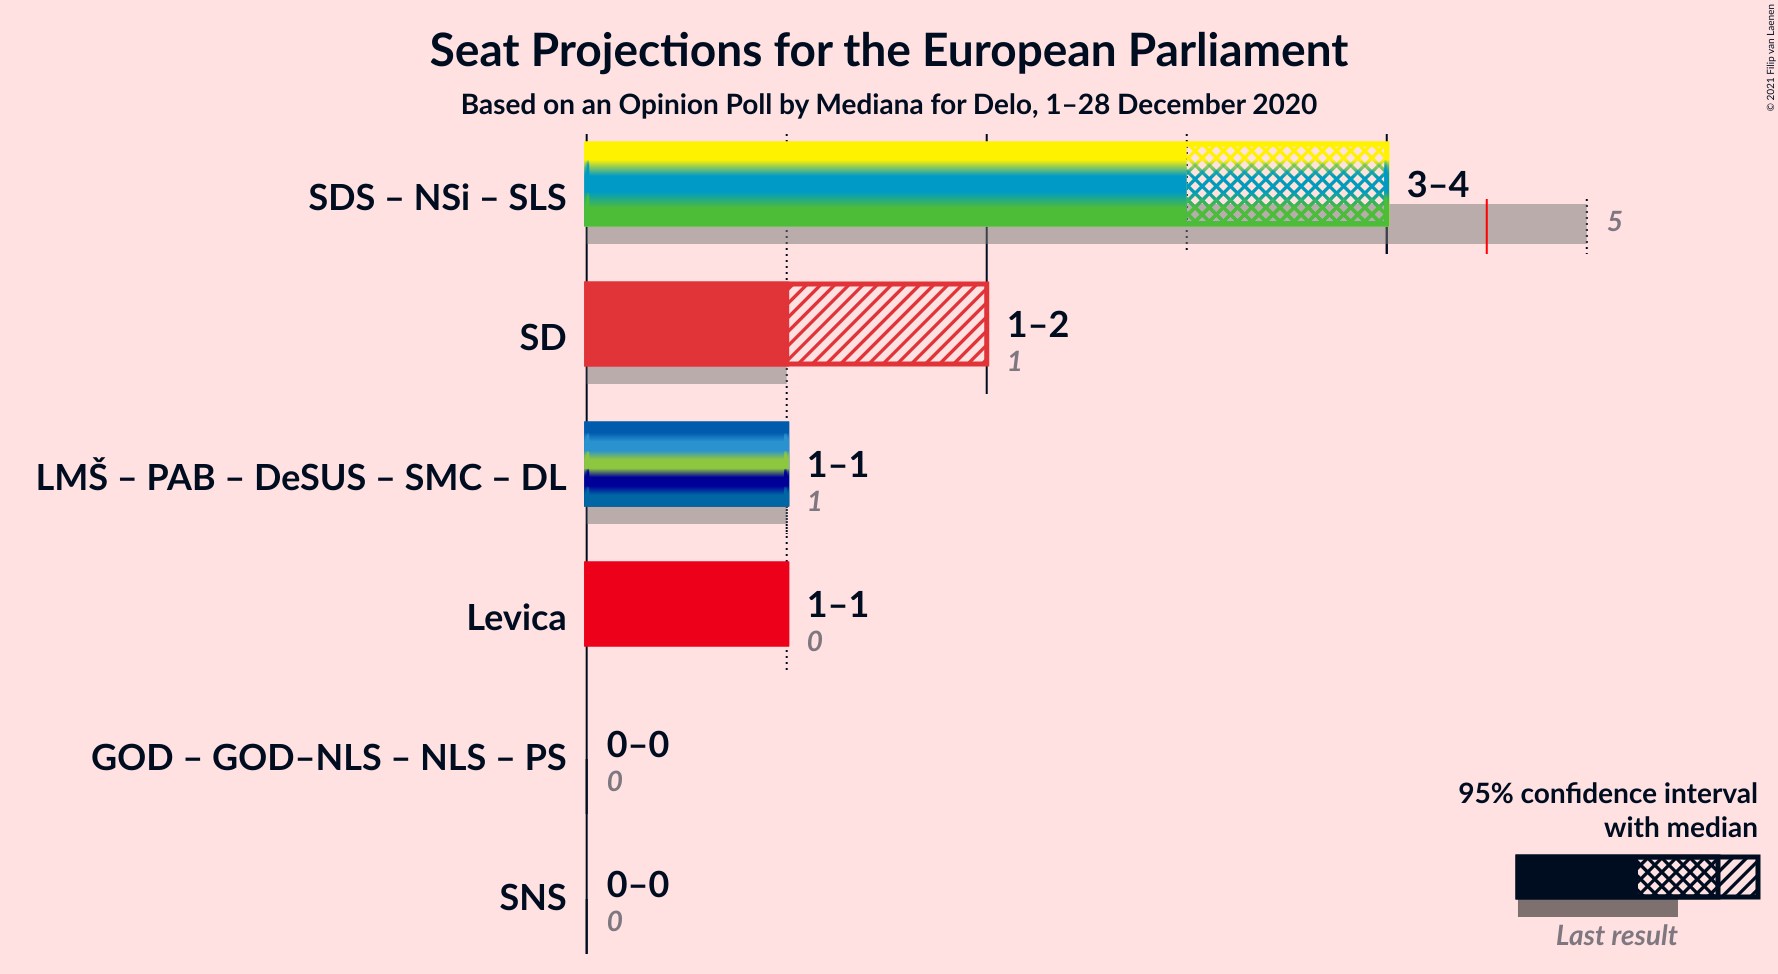 Seat Projections for the European Parliament
Based on an Opinion Poll by Mediana for Delo, 1–28 December 2020
© 2021 Filip van Laenen
SDS – NSi – SLS
3–4
5
SD
1–2
1
LMŠ – PAB – DeSUS – SMC – DL
1–1
1
Levica
1–1
0
GOD – GOD–NLS – NLS – PS
0–0
0
SNS
0–0
0
95% confidence interval
with median
Last result